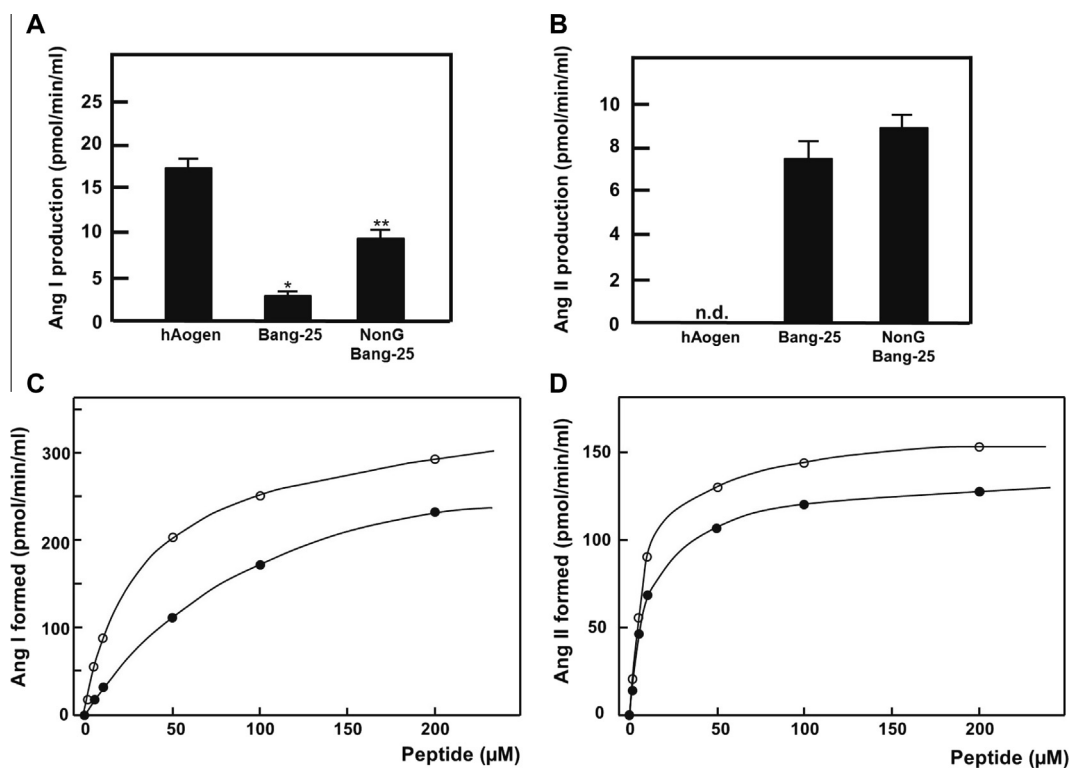 A
Ang I production (pmol/min/ml)
25
20
15
10
5
0
*
**
hAogen
Bang-25
NonG
Bang-25
B
Ang II production (pmol/min/ml)
10
8
6
4
2
0
n.d.
hAogen
Bang-25
NonG
Bang-25
C
Ang I formed (pmol/min/ml)
300
200
100
0
0
50
100
150
200
Peptide (µM)
D
Ang II formed (pmol/min/ml)
150
100
50
0
0
50
100
150
200
Peptide (µM)